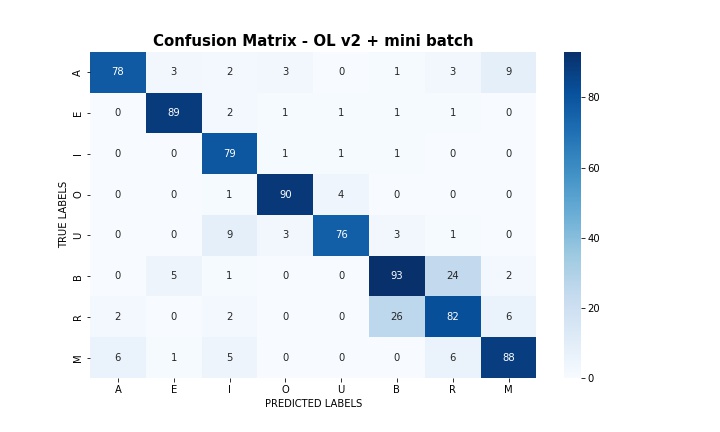 Confusion Matrix - OL v2 + mini batch
A 78 3 2 3 0 1 3 9
E 0 89 2 1 1 1 1 0
I 0 0 79 1 1 1 0 0
O 0 0 1 90 4 0 0 0
U 0 0 9 3 76 3 1 0
B 0 5 1 0 0 93 24 2
R 2 0 2 0 0 26 82 6
M 6 1 5 0 0 0 6 88
A E I O U B R M
PREDICTED LABELS
TRUE LABELS
80
60
40
20
0